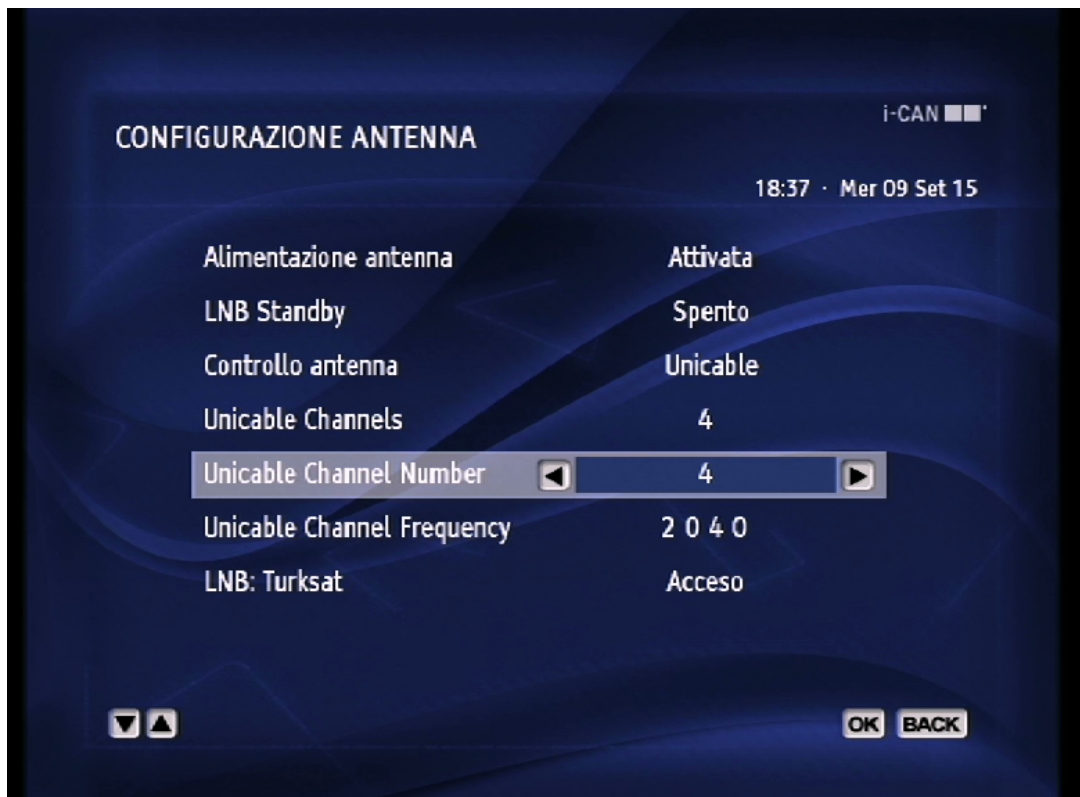 i-CAN
CONFIGURAZIONE ANTENNA
18:37 · Mer 09 Set 15
Alimentazione antenna Attivata
LNB Standby Spento
Controllo antenna Unicable
Unicable Channels 4
Unicable Channel Number 4
Unicable Channel Frequency 2 0 4 0
LNB: Turksat Acceso
OK BACK